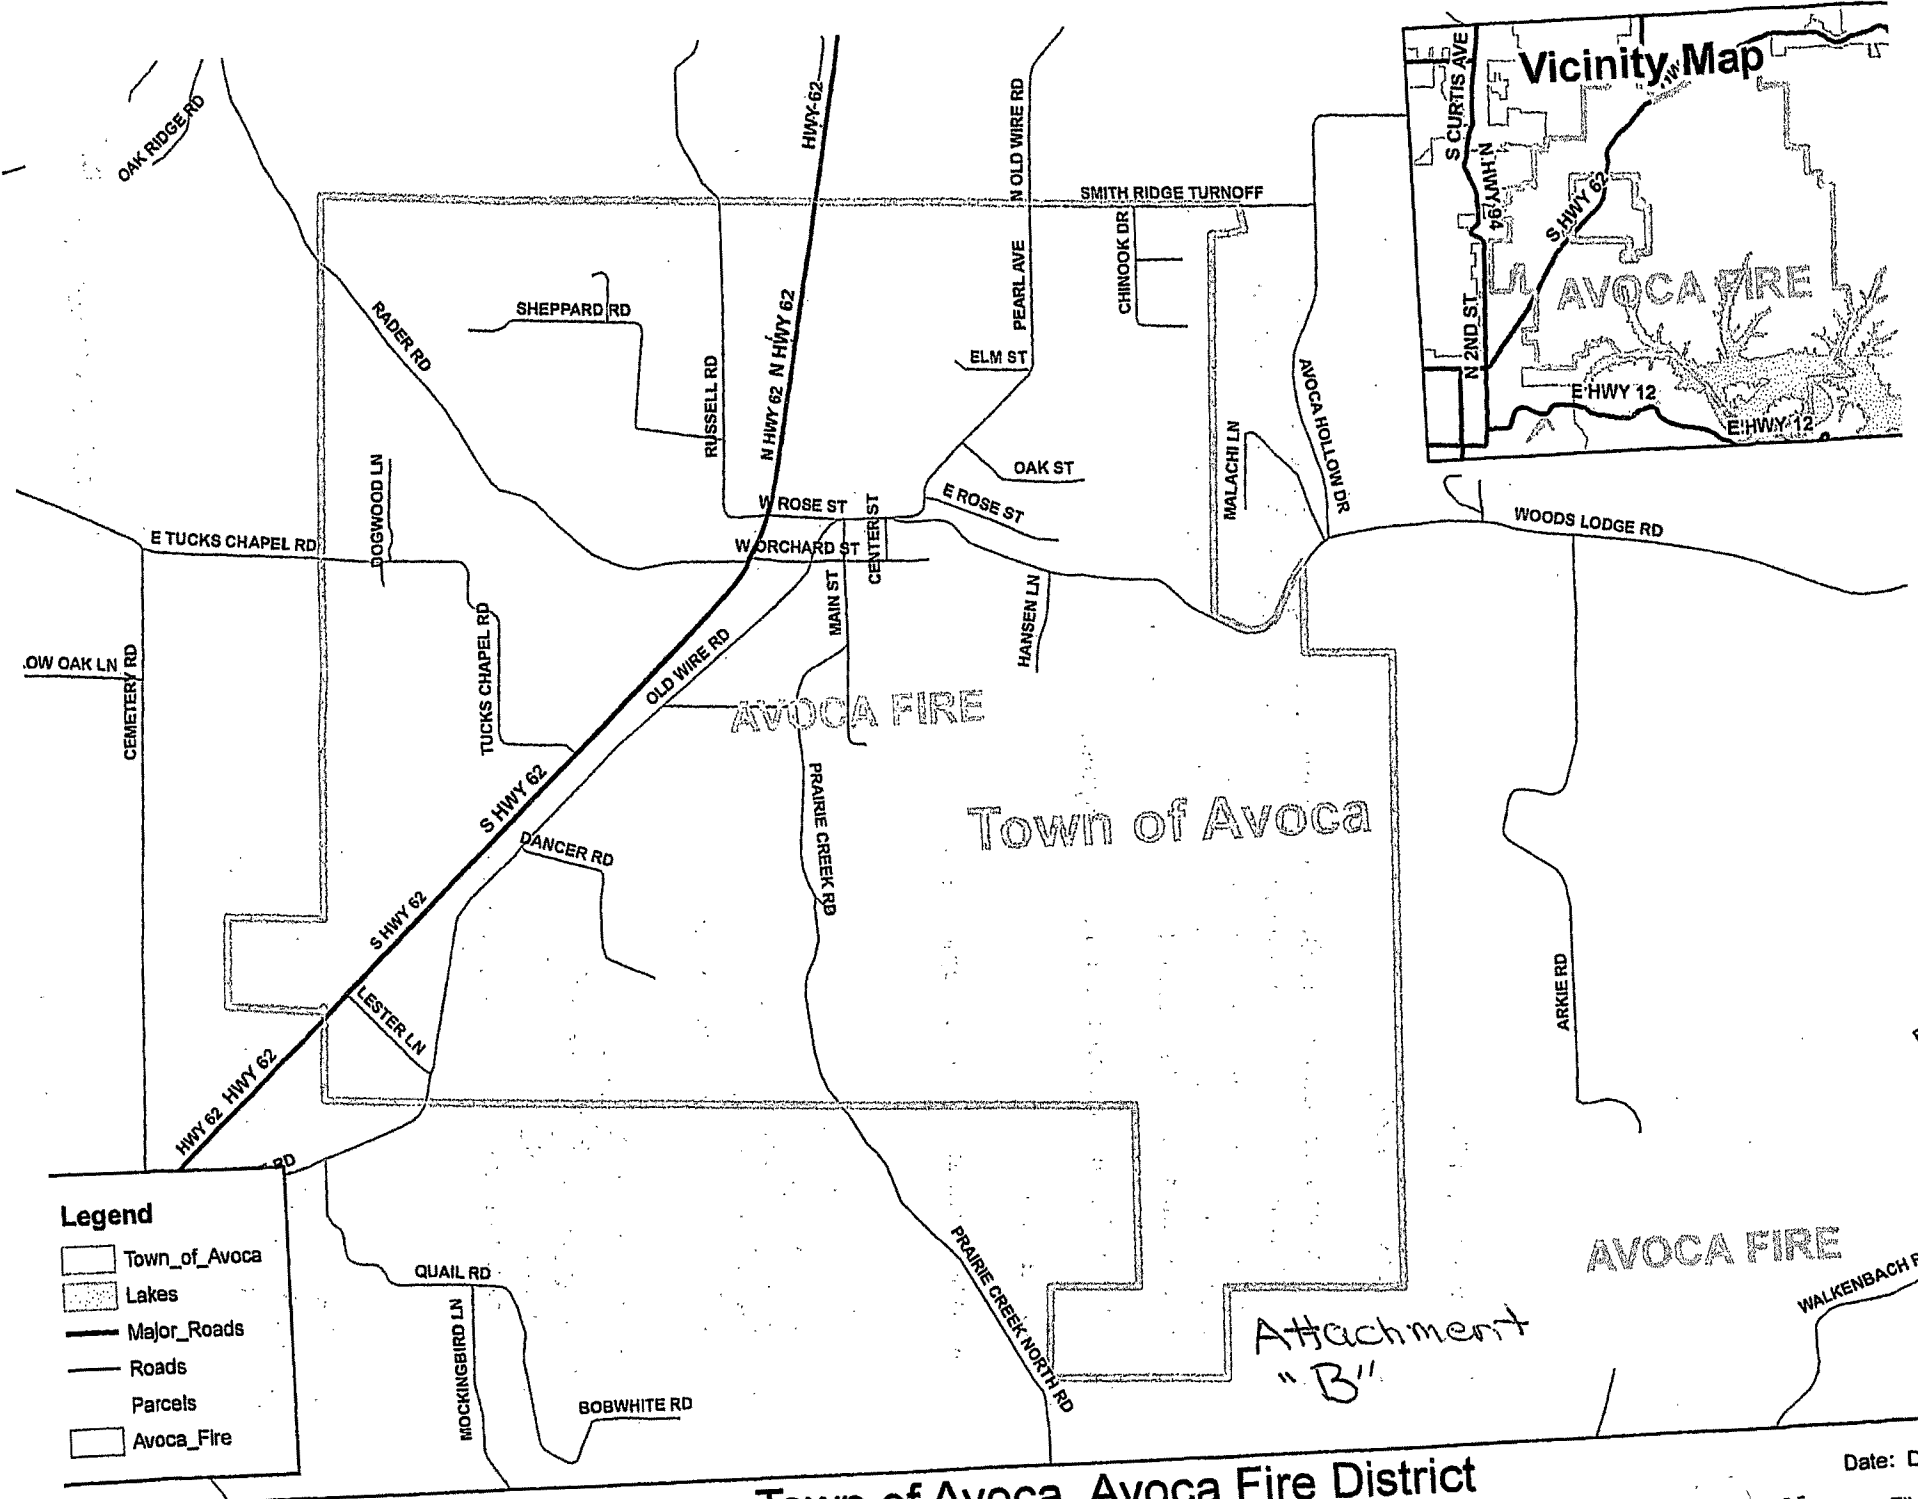 Vicinity Map
S CURTIS AVE
N HWY 94
S HWY 62
AVOCA FIRE
N 2ND ST
E HWY 12
E HWY 12
OAK RIDGE RD
HWY 62
N OLD WIRE RD
SMITH RIDGE TURNOFF
CHINOOK DR
PEARL AVE
SHEPPARD RD
RADER RD
N HWY 62
N HWY 62
RUSSELL RD
ELM ST
AVOCA HOLLOW DR
MALACHI LN
OAK ST
DOGWOOD LN
W ROSE ST
CENTER ST
E ROSE ST
WOODS LODGE RD
E TUCKS CHAPEL RD
W ORCHARD ST
MAIN ST
HANSEN LN
TUCKS CHAPEL RD
OW OAK LN
CEMETERY RD
OLD WIRE RD
AVOCA FIRE
PRAIRIE CREEK RD
Town of Avoca
S HWY 62
DANCER RD
S HWY 62
ARKIE RD
LESTER LN
HWY 62
HWY 62
RD
Legend
Town_of_Avoca
Lakes
Major_Roads
Roads
Parcels
Avoca_Fire
QUAIL RD
MOCKINGBIRD LN
BOBWHITE RD
PRAIRIE CREEK NORTH RD
AVOCA FIRE
WALKENBACH R
Attachment
"B"
Town of Avoca, Avoca Fire District
Date: D